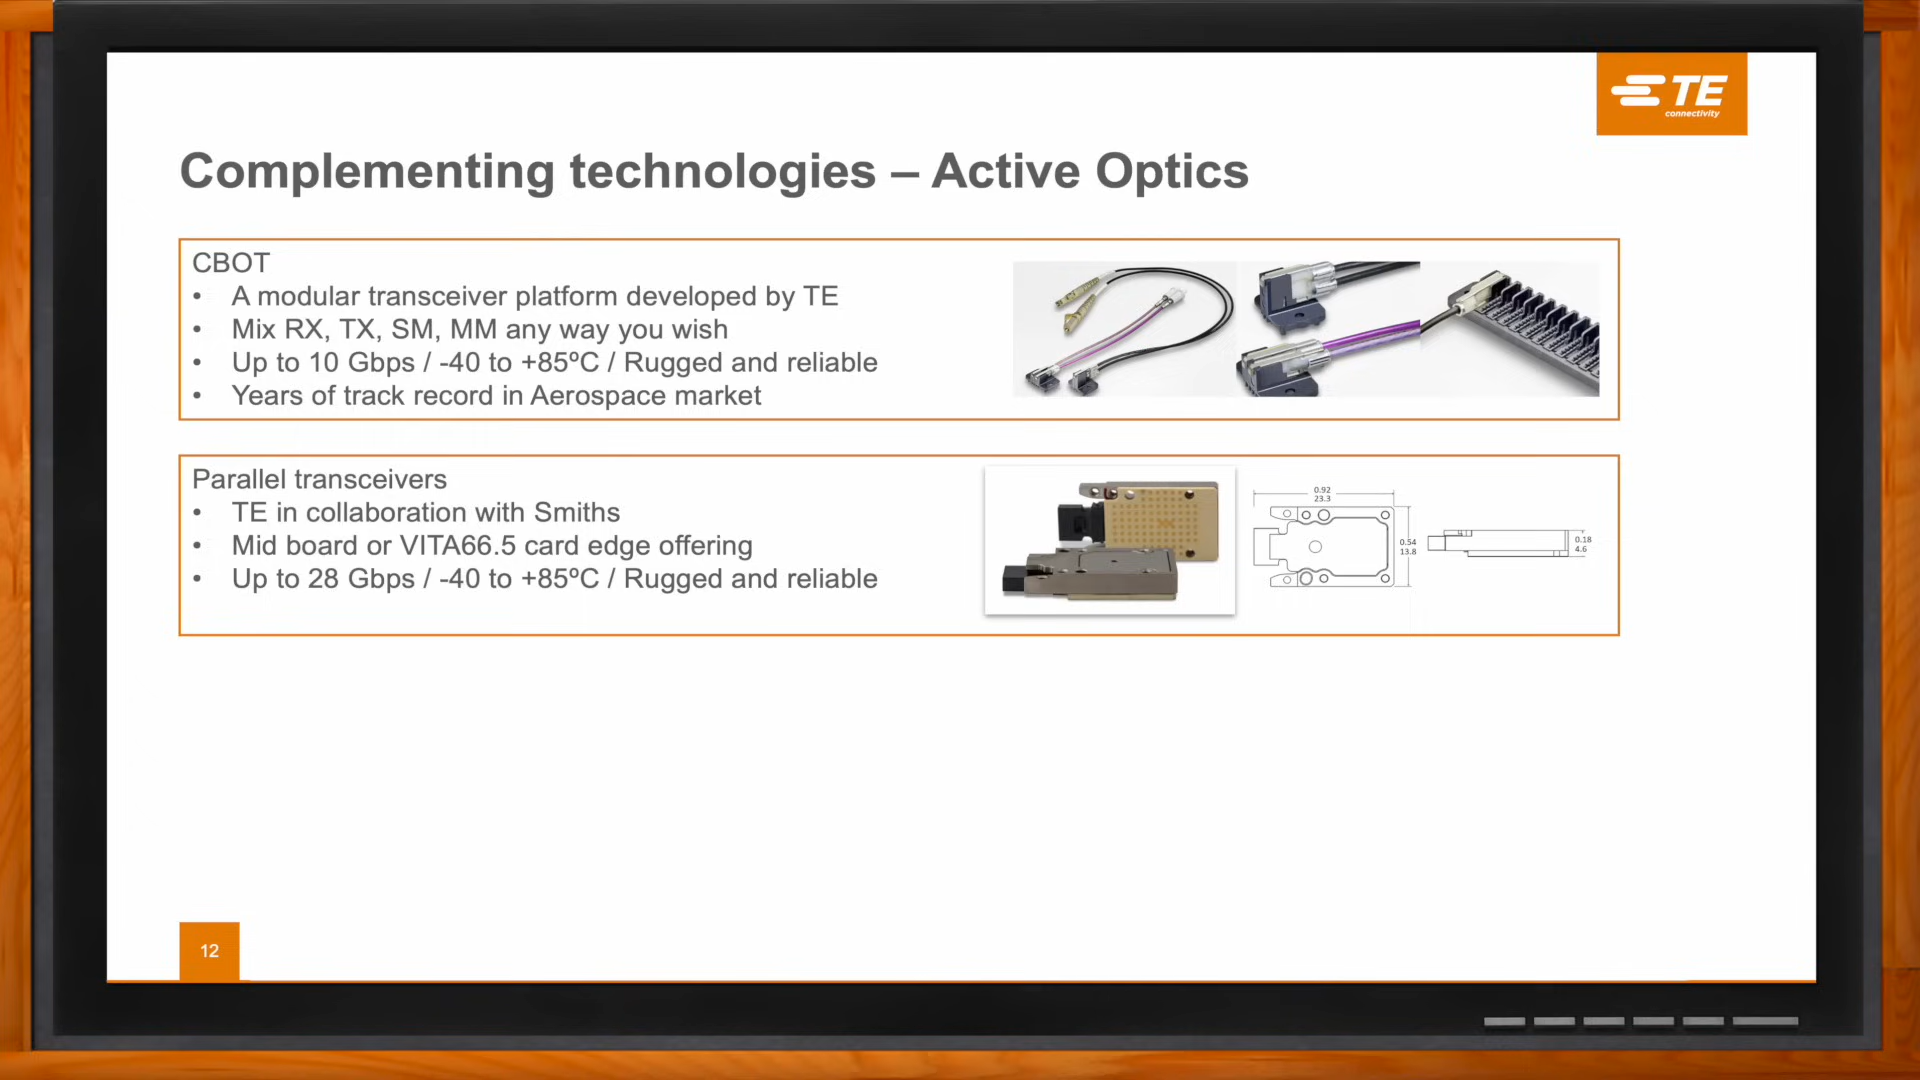 TE
connectivity
Complementing technologies – Active Optics
CBOT
• A modular transceiver platform developed by TE
• Mix RX, TX, SM, MM any way you wish
• Up to 10 Gbps / -40 to +85ºC / Rugged and reliable
• Years of track record in Aerospace market
Parallel transceivers
• TE in collaboration with Smiths
• Mid board or VITA66.5 card edge offering
• Up to 28 Gbps / -40 to +85ºC / Rugged and reliable
0.92
23.3
0.54
13.8
0.18
4.6
12